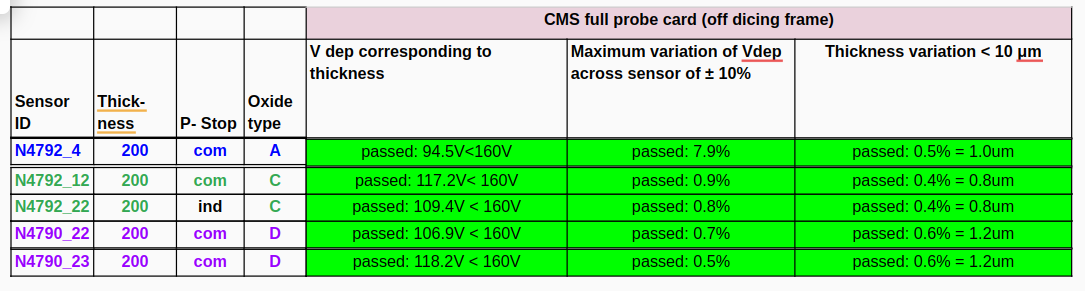 CMS full probe card (off dicing frame)
Sensor ID | Thick-ness | P- Stop | Oxide type | V dep corresponding to thickness | Maximum variation of Vdep across sensor of ± 10% | Thickness variation < 10 µm
N4792_4 | 200 | com | A | passed: 94.5V<160V | passed: 7.9% | passed: 0.5% = 1.0um
N4792_12 | 200 | com | C | passed: 117.2V< 160V | passed: 0.9% | passed: 0.4% = 0.8um
N4792_22 | 200 | ind | C | passed: 109.4V < 160V | passed: 0.8% | passed: 0.4% = 0.8um
N4790_22 | 200 | com | D | passed: 106.9V < 160V | passed: 0.7% | passed: 0.6% = 1.2um
N4790_23 | 200 | com | D | passed: 118.2V < 160V | passed: 0.5% | passed: 0.6% = 1.2um